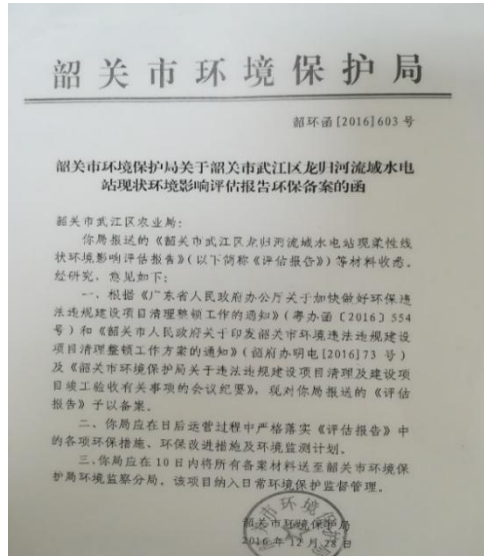 韶关市环境保护局
韶环函[2016]603 号
韶关市环境保护局关于韶关市武江区龙归河流域水电
站现状环境影响评估报告环保备案的函
韶关市武江区农业局:
你局报送的《韶关市武江区龙归河流域水电站现柔性线
状环境影响评估报告》(以下简称《评估报告》)等材料收悉。
经研究,意见如下:
一、根据《广东省人民政府办公厅关于加快做好环保违
法违规建设项目清理整顿工作的通知》(粤办函〔2016〕554
号)和《韶关市人民政府关于印发韶关市环境违法违规建设
项目清理整顿工作方案的通知》(韶府办明电[2016]73 号)
及《韶关市环境保护局关于违法违规建设项目清理及建设项
目竣工验收有关事项的会议纪要》,现对你局报送的《评估
报告》予以备案。
二、你局应在日后运营过程中严格落实《评估报告》中
的各项环保措施、环保改进措施及环境监测计划。
三、你局应在10日内将所有备案材料送至韶关市环境保
护局环境监察分局。该项目纳入日常环境保护监督管理。
韶关市环境保护局
2016年12月28日